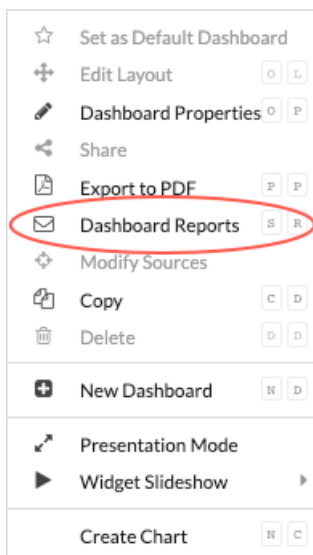 Set as Default Dashboard
Edit Layout O L
Dashboard Properties O P
Share
Export to PDF P P
Dashboard Reports S R
Modify Sources
Copy C D
Delete D D
New Dashboard N D
Presentation Mode
Widget Slideshow
Create Chart N C